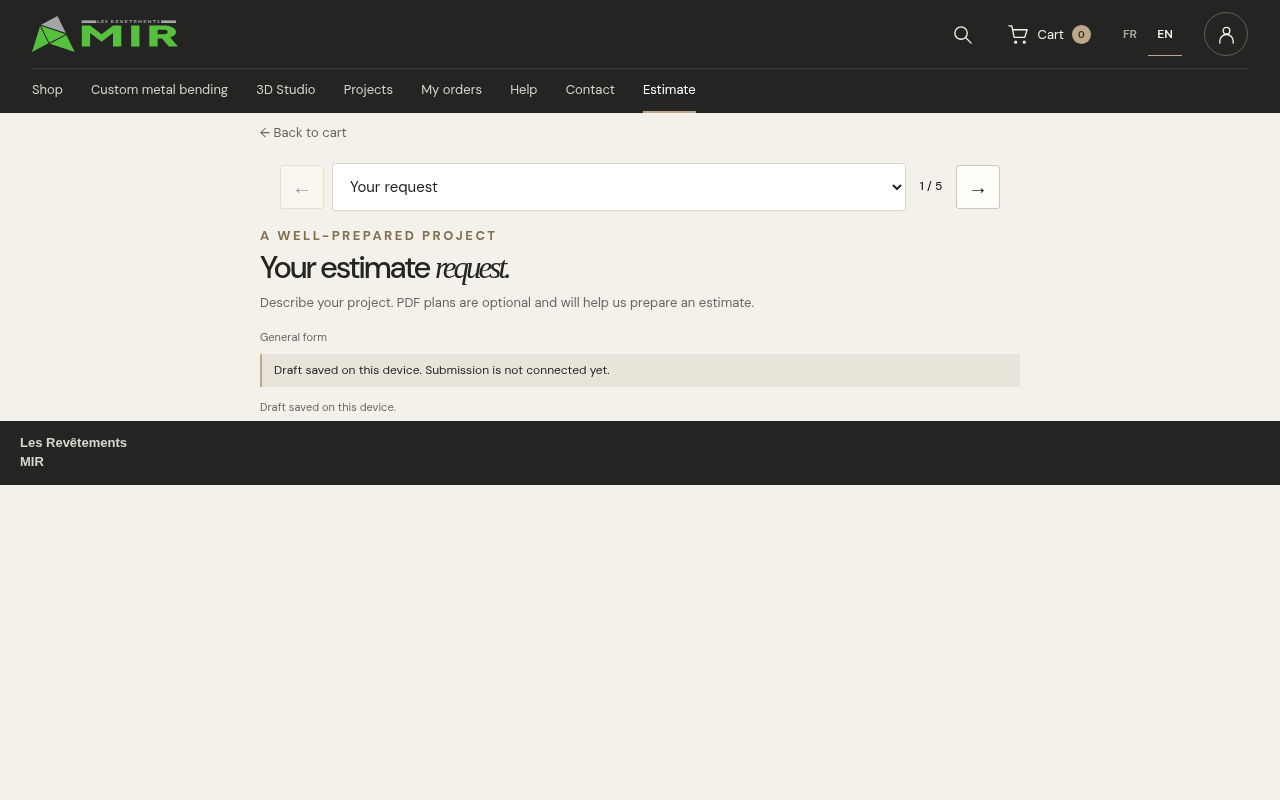 LES REVÊTEMENTS
MIR
Cart 0
FR EN
Shop Custom metal bending 3D Studio Projects My orders Help Contact Estimate
← Back to cart
← Your request 1 / 5 →
A WELL-PREPARED PROJECT
Your estimate request.
Describe your project. PDF plans are optional and will help us prepare an estimate.
General form
Draft saved on this device. Submission is not connected yet.
Draft saved on this device.
Les Revêtements
MIR